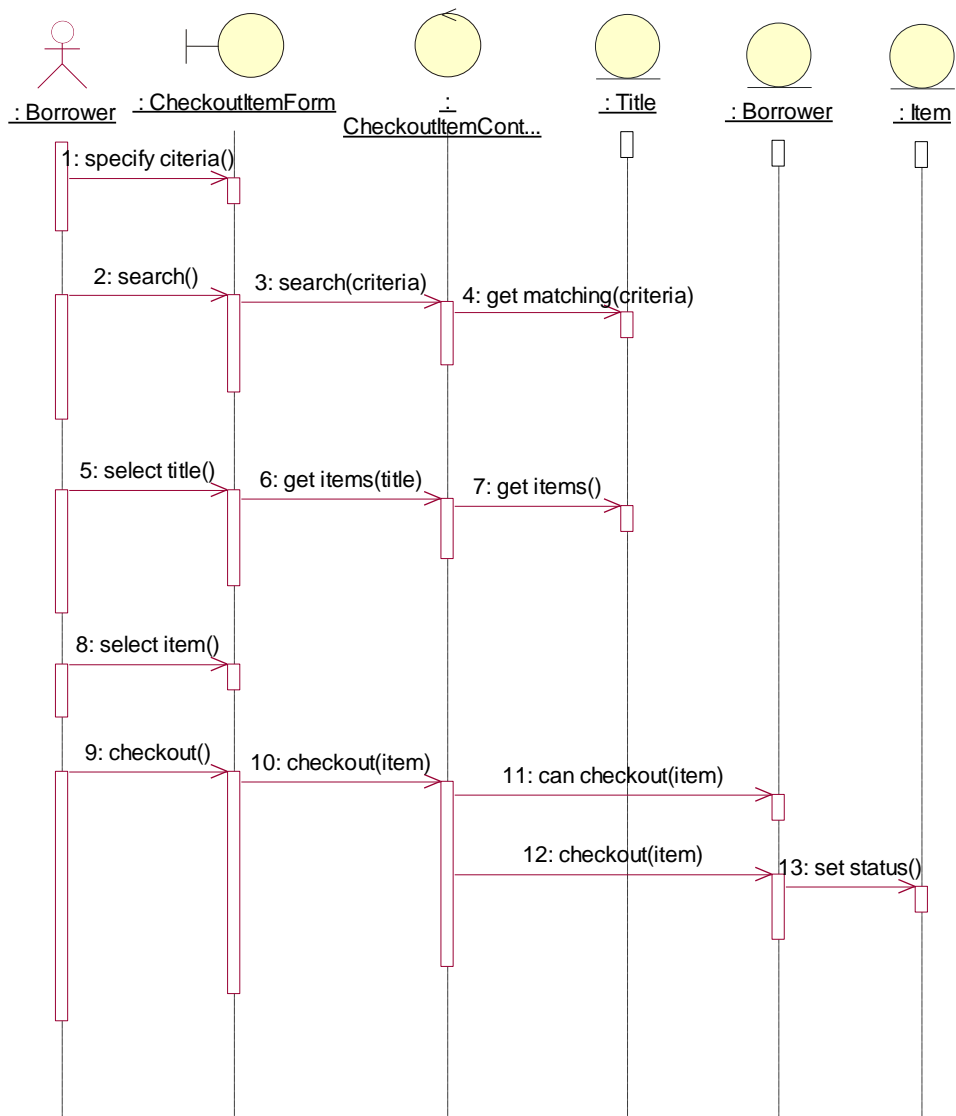 : Borrower
: CheckoutItemForm
:
CheckoutItemCont...
: Title
: Borrower
: Item
1: specify citeria()
2: search()
3: search(criteria)
4: get matching(criteria)
5: select title()
6: get items(title)
7: get items()
8: select item()
9: checkout()
10: checkout(item)
11: can checkout(item)
12: checkout(item)
13: set status()